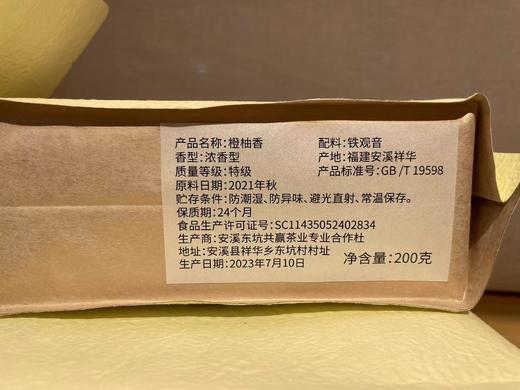 产品名称:橙柚香 配料:铁观音
香型:浓香型 产地:福建安溪祥华
质量等级:特级 产品标准号:GB/T 19598
原料日期:2021年秋
贮存条件:防潮湿、防异味、避光直射、常温保存。
保质期:24个月
食品生产许可证号:SC11435052402834
生产商:安溪东坑共赢茶业专业合作社
地址:安溪县祥华乡东坑村村址
生产日期:2023年7月10日 净含量:200克